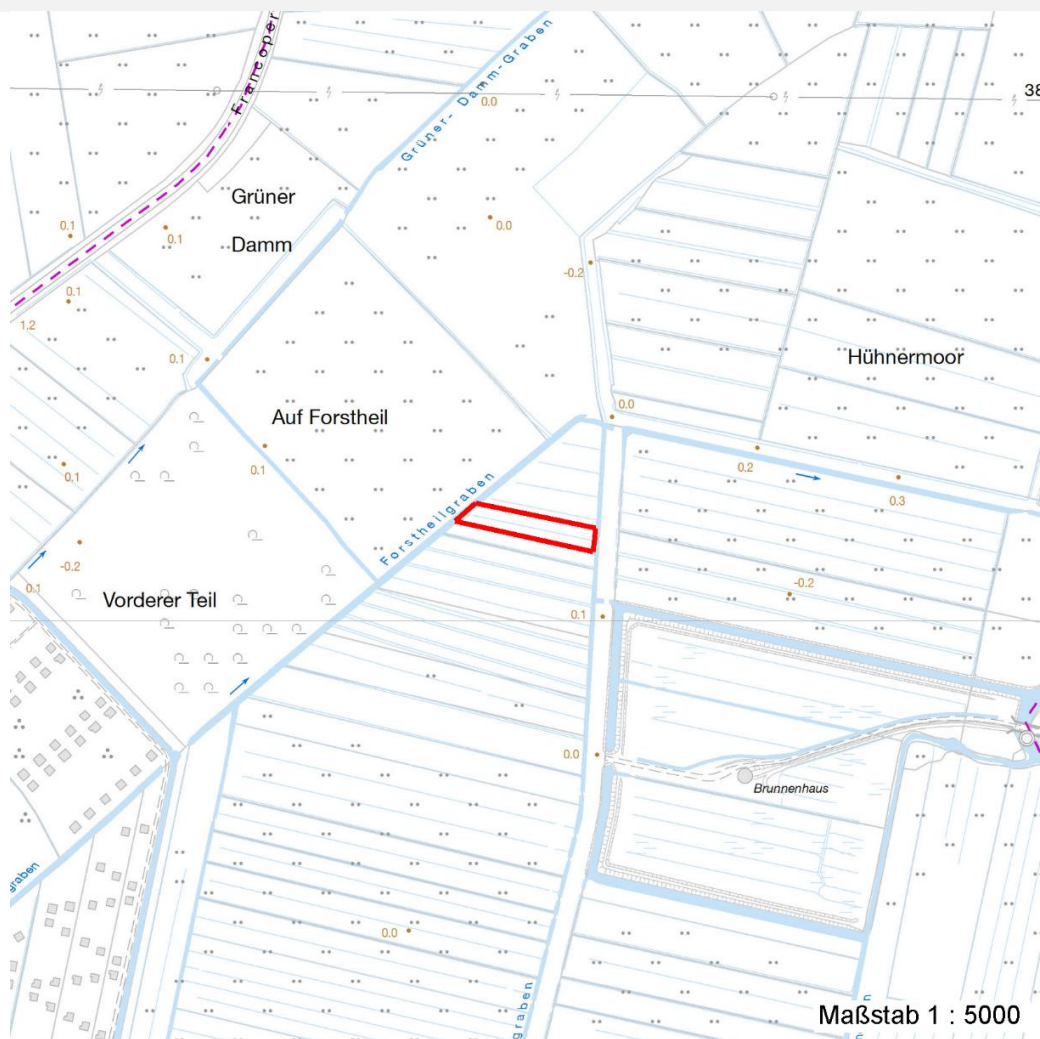 Francoper
Grüner- Damm-Graben
0.0
38
Grüner
Damm
0.1
0.1
0.0
-0.2
0.1
1.2
0.1
Hühnermoor
Auf Forstheil
0.0
0.1
0.2
0.1
0.3
Forstheilgraben
-0.2
0.1
-0.2
Vorderer Teil
0.1
0.0
Brunnenhaus
graben
0.0
graben
Maßstab 1 : 5000